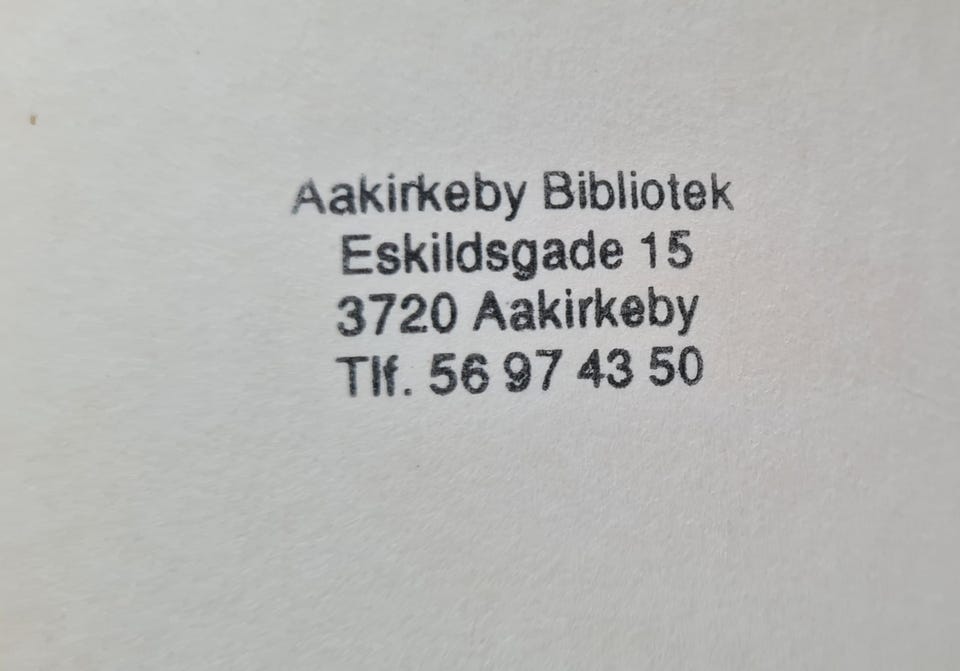 Aakirkeby Bibliotek
Eskildsgade 15
3720 Aakirkeby
Tlf. 56 97 43 50